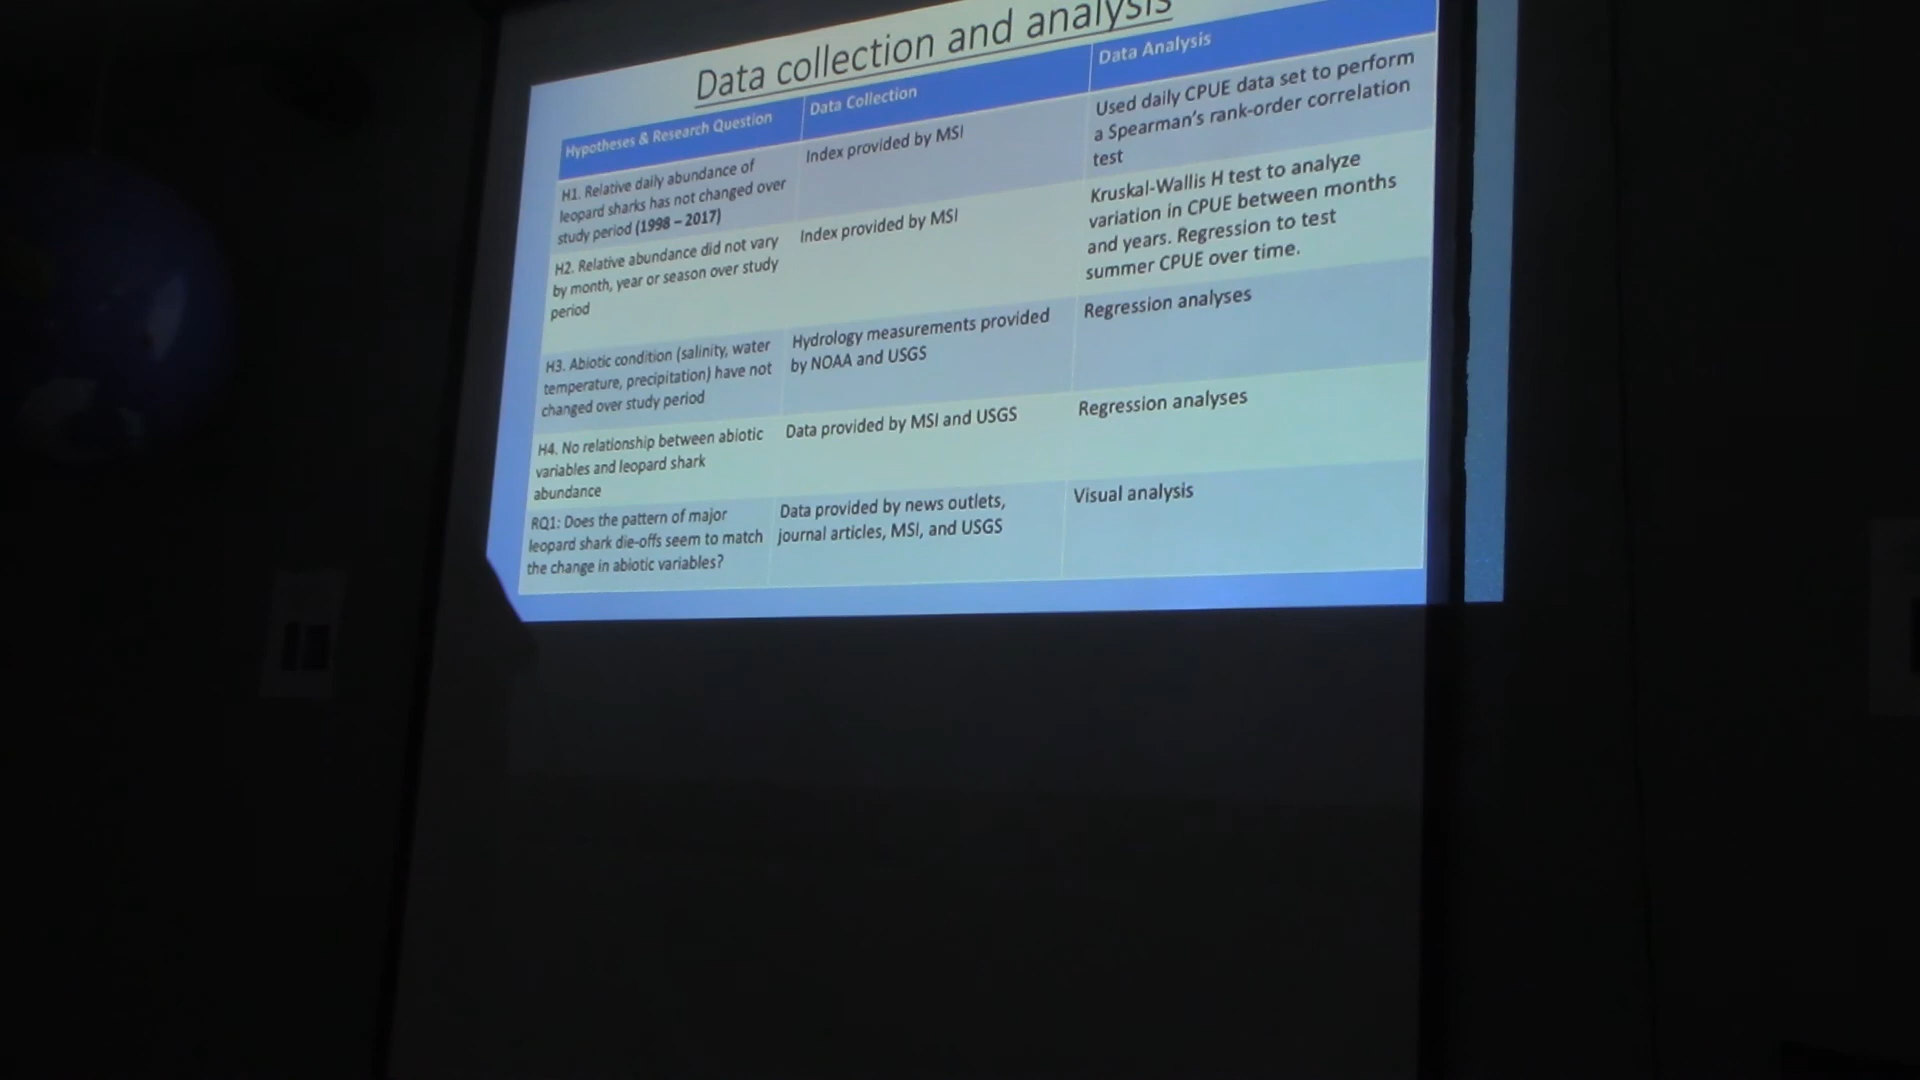 Data collection and analysis
Hypotheses & Research Question
Data Collection
Data Analysis
H1. Relative daily abundance of
leopard sharks has not changed over
study period (1998 – 2017)
Index provided by MSI
Used daily CPUE data set to perform
a Spearman's rank-order correlation
test
H2. Relative abundance did not vary
by month, year or season over study
period
Index provided by MSI
Kruskal-Wallis H test to analyze
variation in CPUE between months
and years. Regression to test
summer CPUE over time.
H3. Abiotic condition (salinity, water
temperature, precipitation) have not
changed over study period
Hydrology measurements provided
by NOAA and USGS
Regression analyses
H4. No relationship between abiotic
variables and leopard shark
abundance
Data provided by MSI and USGS
Regression analyses
RQ1: Does the pattern of major
leopard shark die-offs seem to match
the change in abiotic variables?
Data provided by news outlets,
journal articles, MSI, and USGS
Visual analysis